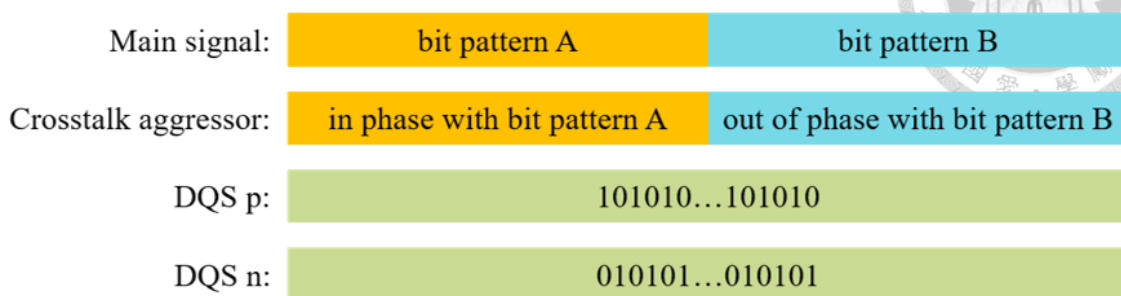 Main signal: bit pattern A bit pattern B
Crosstalk aggressor: in phase with bit pattern A out of phase with bit pattern B
DQS p: 101010…101010
DQS n: 010101…010101